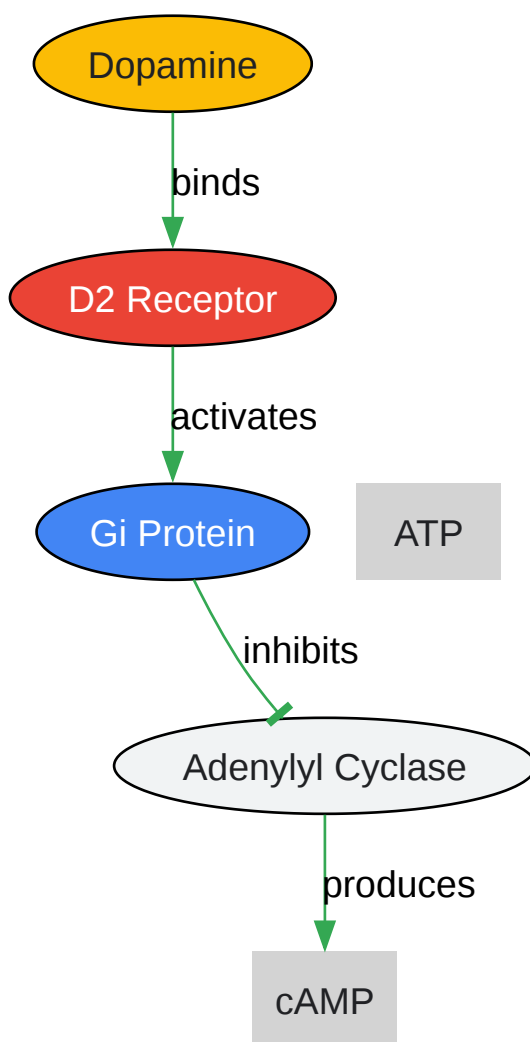 Dopamine
binds
D2 Receptor
activates
Gi Protein
ATP
inhibits
Adenylyl Cyclase
produces
cAMP